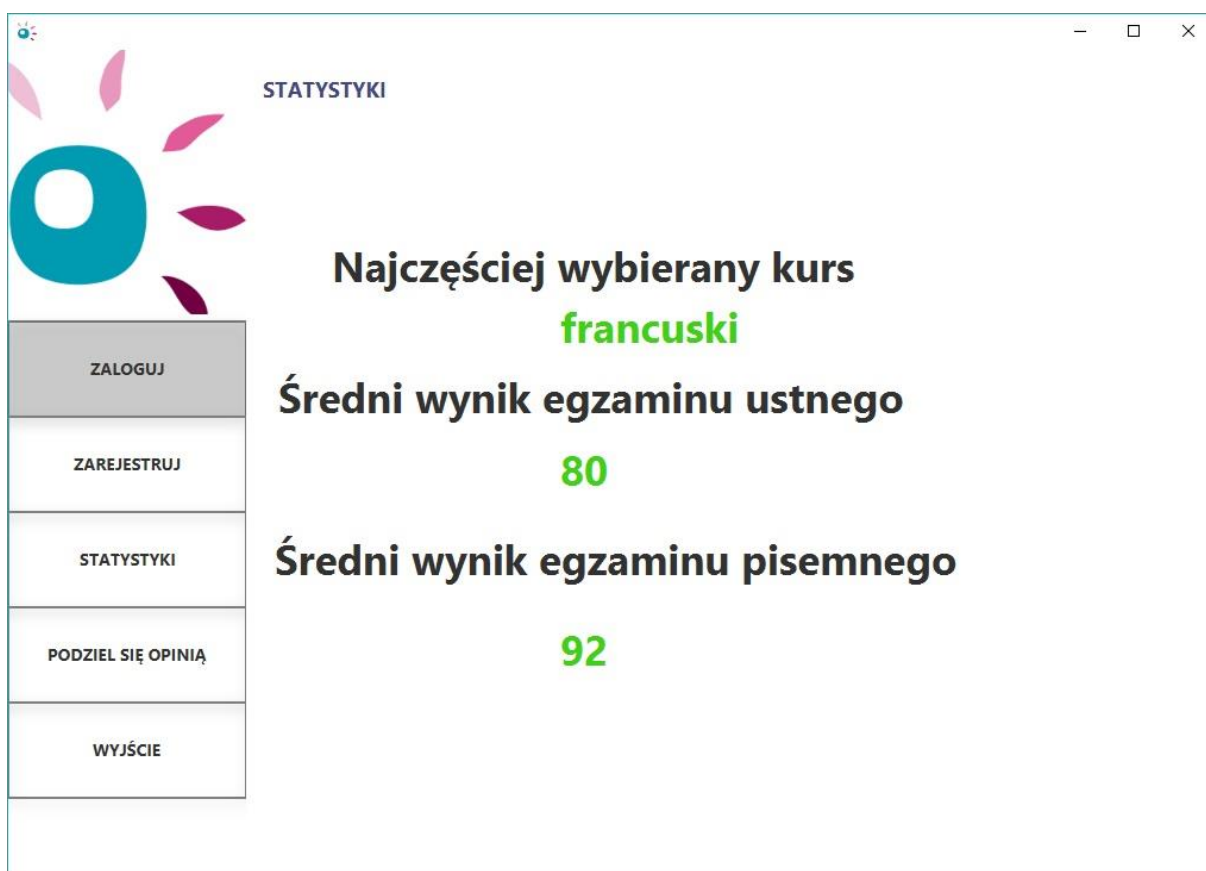 STATYSTYKI
Najczęściej wybierany kurs
francuski
Średni wynik egzaminu ustnego
80
Średni wynik egzaminu pisemnego
92
ZALOGUJ
ZAREJESTRUJ
STATYSTYKI
PODZIEL SIĘ OPINIĄ
WYJŚCIE